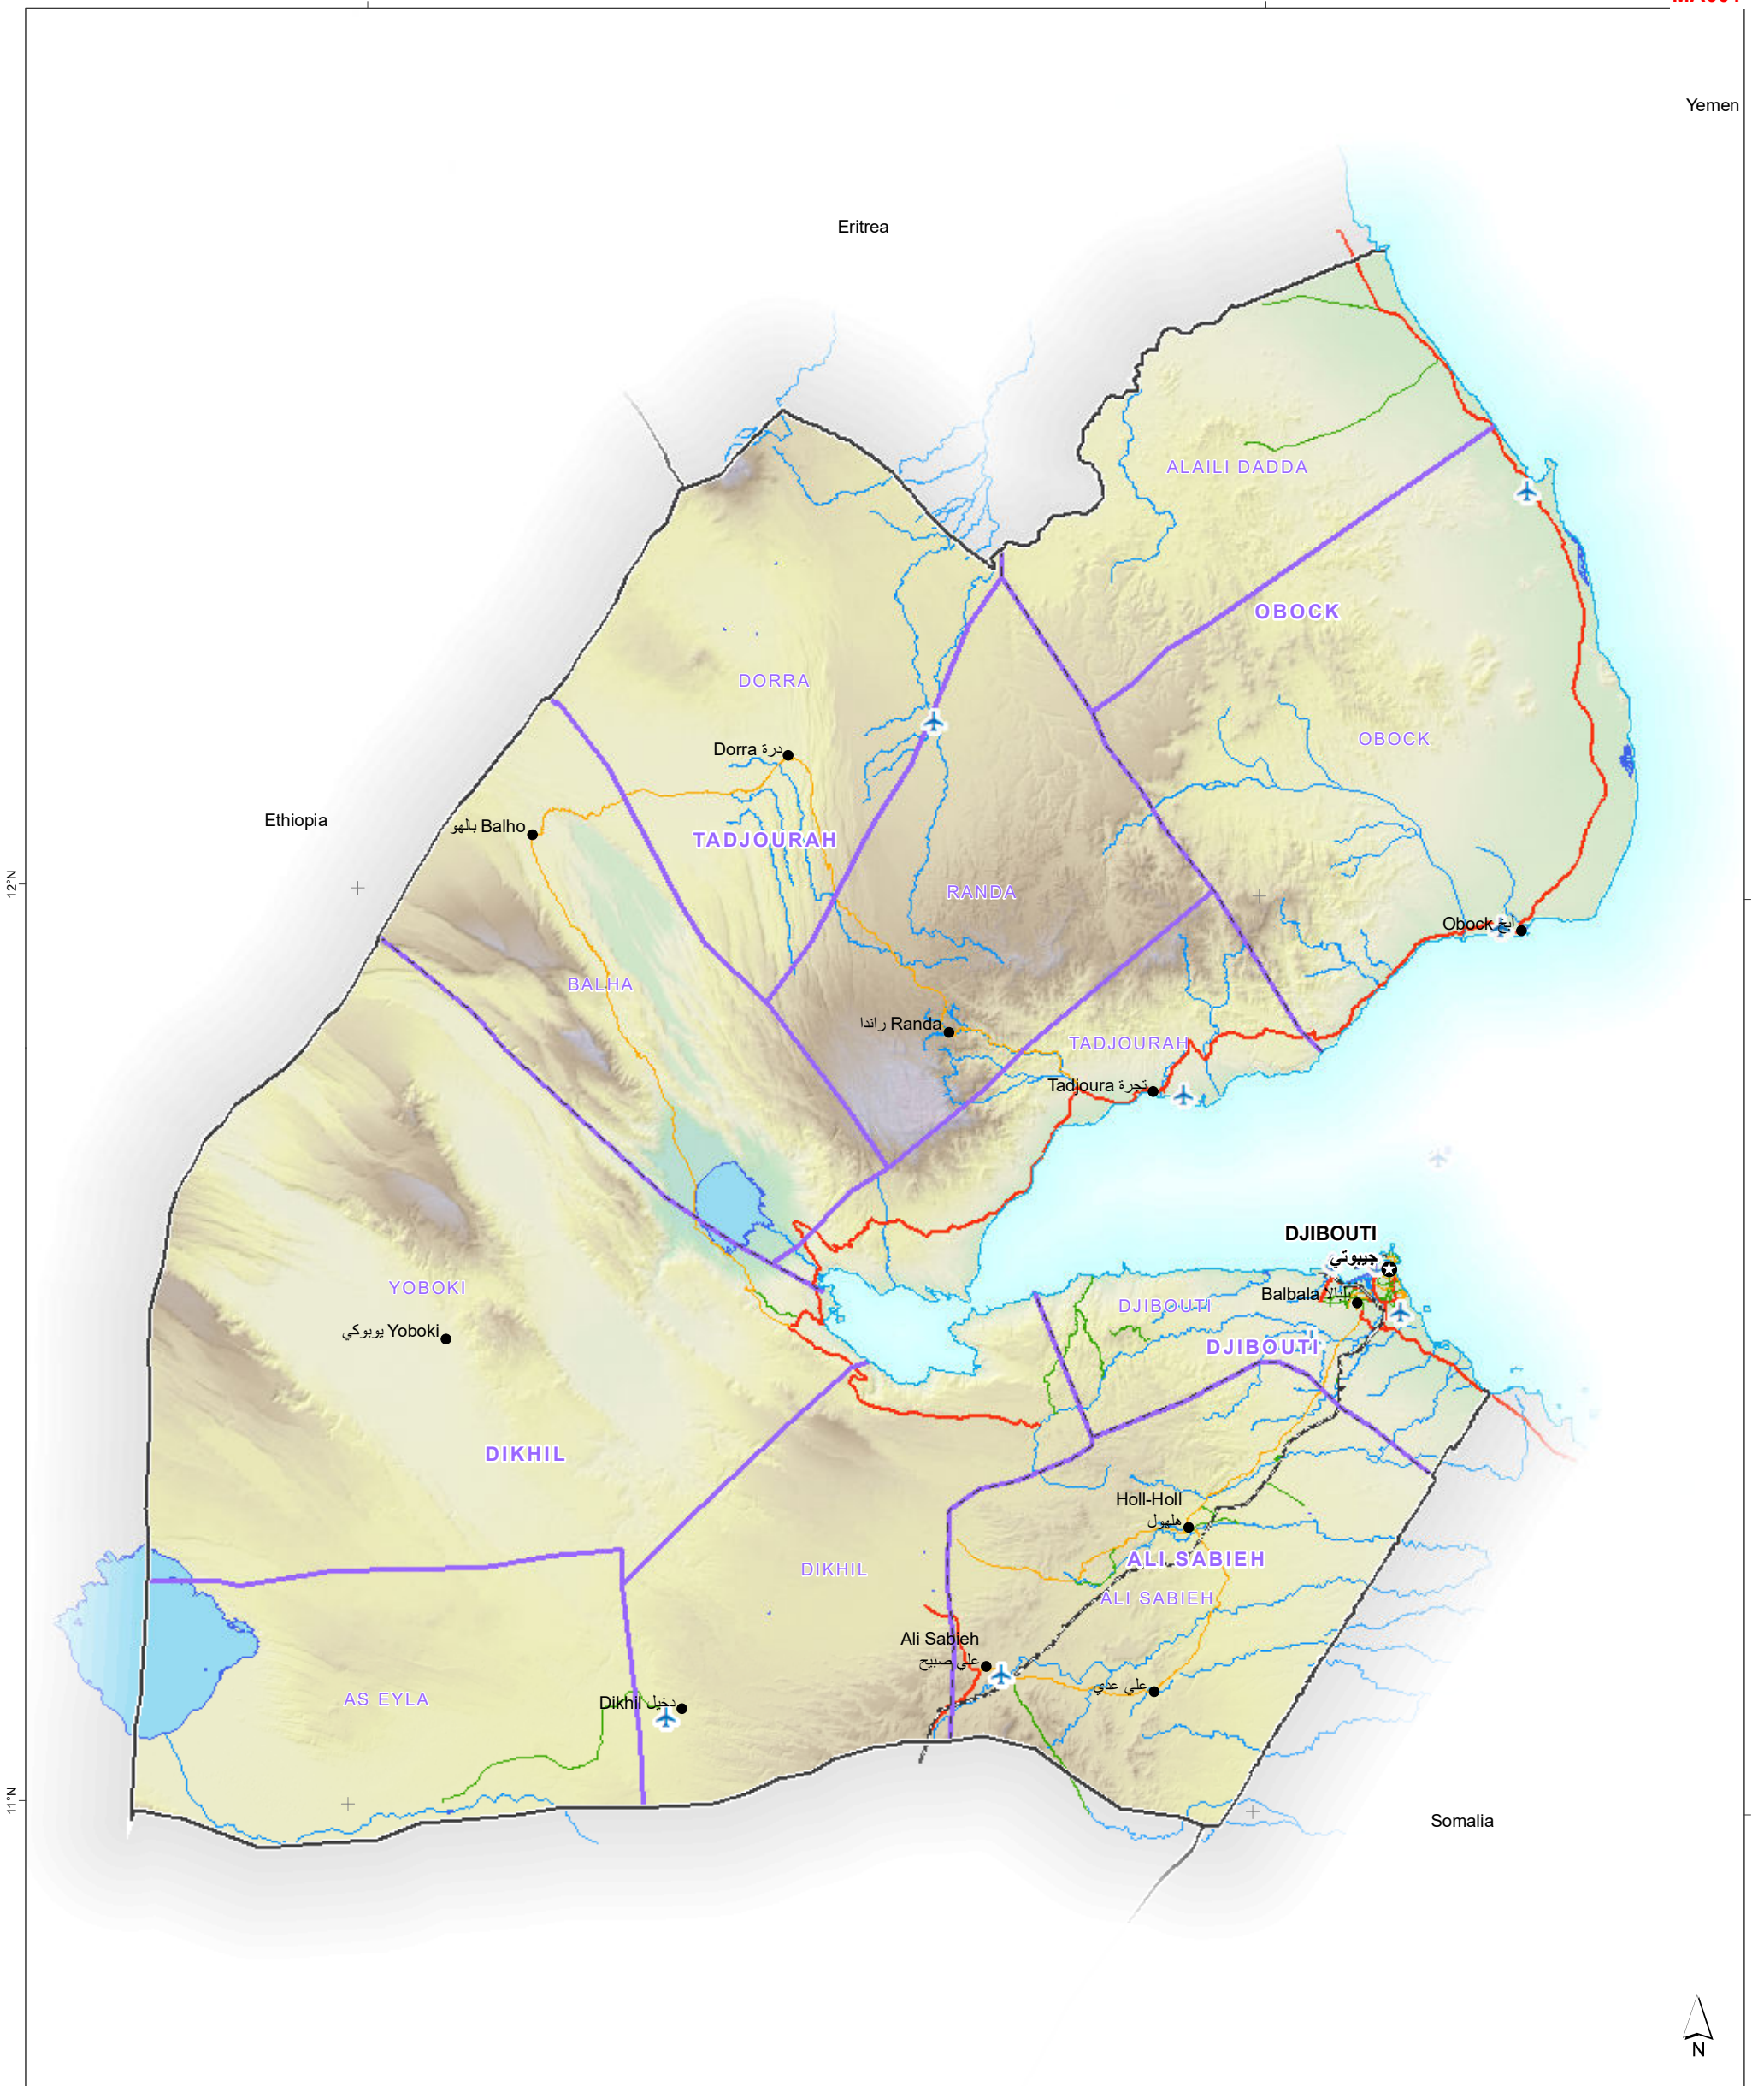 Yemen
Eritrea
ALAILI DADDA
OBOCK
DORRA
OBOCK
Dorra درة
Ethiopia
بالهو Balho
TADJOURAH
12°N
RANDA
Obock
BALHA
راندا Randa
TADJOURAH
Tadjoura تجرة
DJIBOUTI
جيبوتي
YOBOKI
Balbala
DJIBOUTI
يوبوكي Yoboki
DJIBOUTI
DIKHIL
Holl-Holl
هلهول
ALI SABIEH
DIKHIL
ALI SABIEH
Ali Sabieh
علي صبيح
علي عدي
AS EYLA
Dikhil دخيل
11°N
Somalia
N